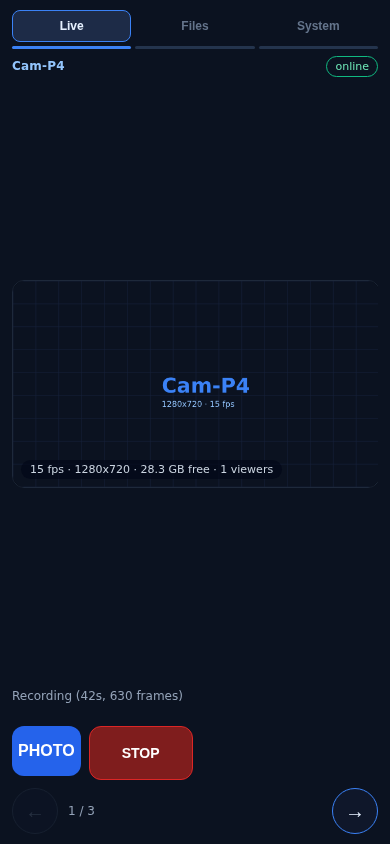 Live Files System
Cam-P4 online
Cam-P4
1280x720 · 15 fps
15 fps · 1280x720 · 28.3 GB free · 1 viewers
Recording (42s, 630 frames)
PHOTO STOP
← 1 / 3 →